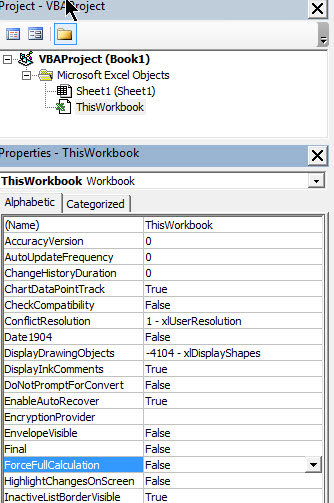 Project - VBAProject
VBAProject (Book1)
Microsoft Excel Objects
Sheet1 (Sheet1)
ThisWorkbook
Properties - ThisWorkbook
ThisWorkbook Workbook
Alphabetic Categorized
(Name) ThisWorkbook
AccuracyVersion 0
AutoUpdateFrequency 0
ChangeHistoryDuration 0
ChartDataPointTrack True
CheckCompatibility False
ConflictResolution 1 - xlUserResolution
Date1904 False
DisplayDrawingObjects -4104 - xlDisplayShapes
DisplayInkComments True
DoNotPromptForConvert False
EnableAutoRecover True
EncryptionProvider
EnvelopeVisible False
Final False
ForceFullCalculation False
HighlightChangesOnScreen False
InactiveListBorderVisible True